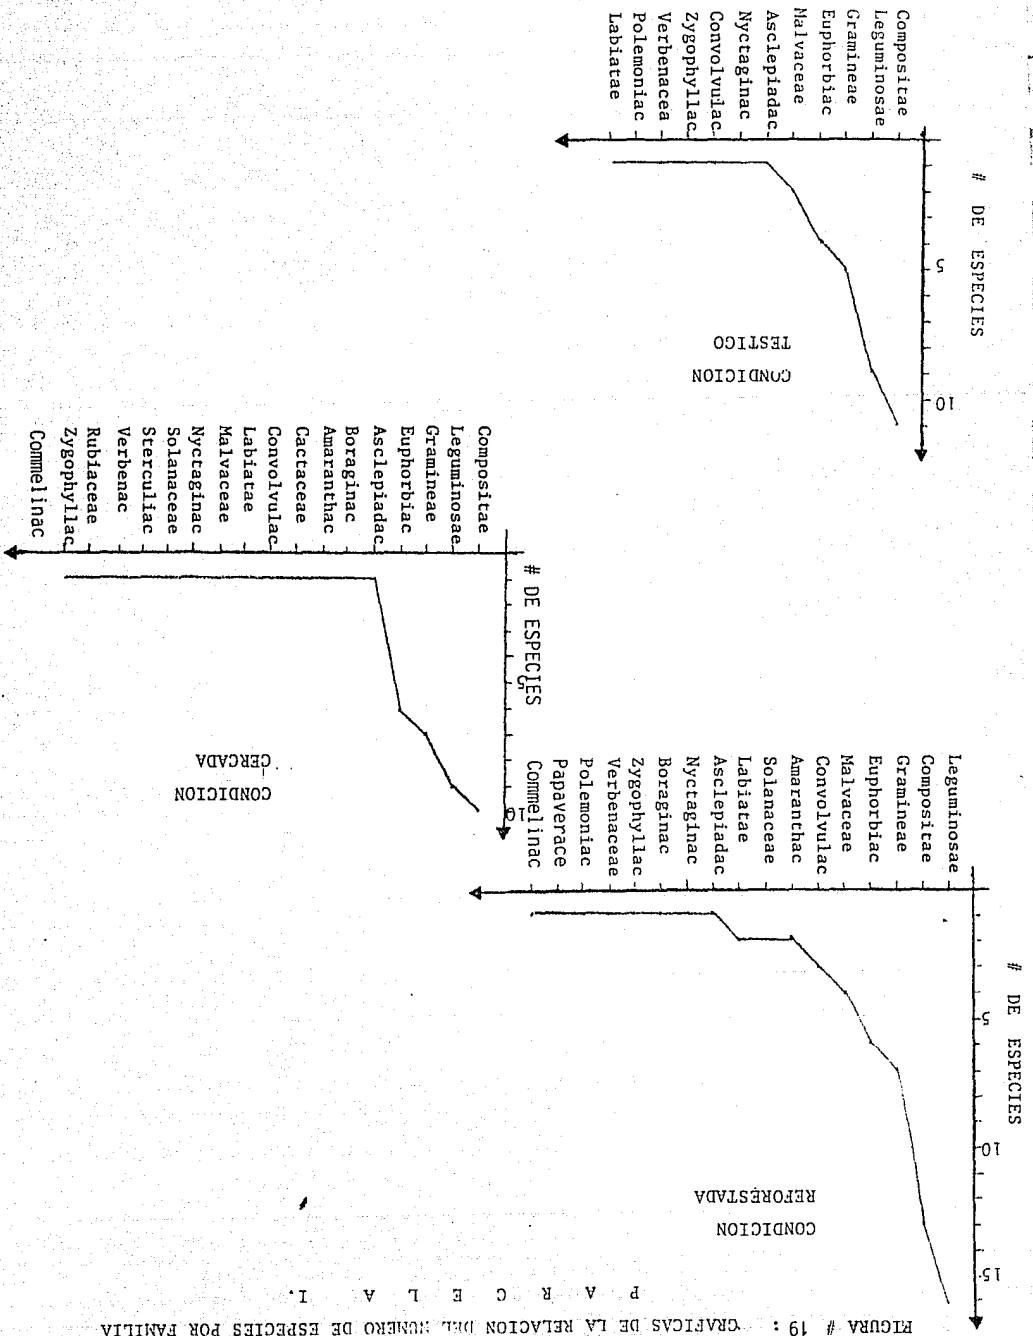 FIGURA # 19 : GRAFICAS DE LA RELACION DEL NUMERO DE ESPECIES POR FAMILIA
P A R C E L A I.
CONDICION
REFORESTADA
# DE ESPECIES
15
10
5
Leguminosae
Compositae
Gramineae
Euphorbiac
Malvaceae
Convolvulac
Amaranthac
Solanaceae
Labiatae
Asclepiadac
Nyctaginac
Boraginac
Zygophyllac
Verbenaceae
Polemoniac
Papaverace
Commelinac
CONDICION
CERCADA
# DE ESPECIES
10
5
Compositae
Leguminosae
Gramineae
Euphorbiac
Asclepiadac
Boraginac
Amaranthac
Cactaceae
Convolvulac
Labiatae
Malvaceae
Nyctaginac
Solanaceae
Sterculiac
Verbenac
Rubiaceae
Zygophyllac
Commelinac
CONDICION
TESTIGO
# DE ESPECIES
10
5
Compositae
Leguminosae
Gramineae
Euphorbiac
Malvaceae
Asclepiadac
Nyctaginac
Convolvulac
Zygophyllac
Verbenacea
Polemoniac
Labiatae